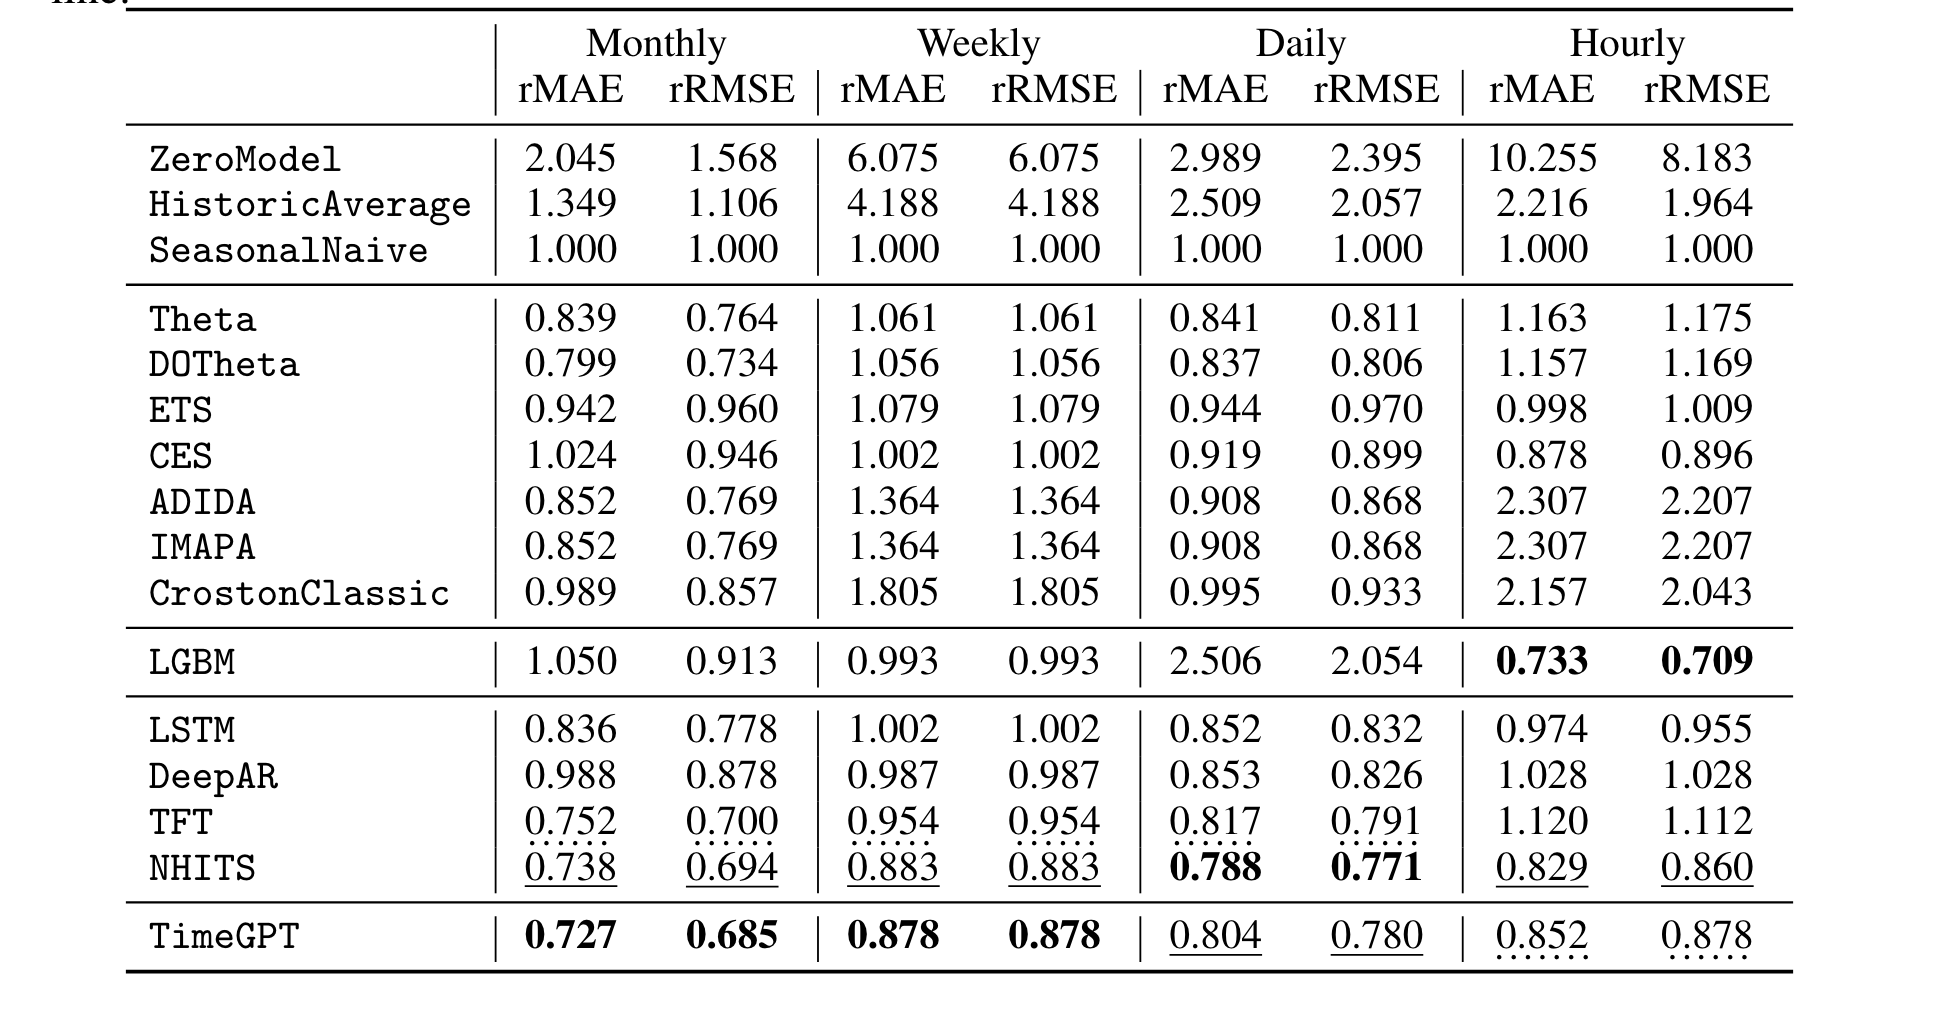 Monthly Weekly Daily Hourly
rMAE rRMSE rMAE rRMSE rMAE rRMSE rMAE rRMSE
ZeroModel 2.045 1.568 6.075 6.075 2.989 2.395 10.255 8.183
HistoricAverage 1.349 1.106 4.188 4.188 2.509 2.057 2.216 1.964
SeasonalNaive 1.000 1.000 1.000 1.000 1.000 1.000 1.000 1.000
Theta 0.839 0.764 1.061 1.061 0.841 0.811 1.163 1.175
DOTheta 0.799 0.734 1.056 1.056 0.837 0.806 1.157 1.169
ETS 0.942 0.960 1.079 1.079 0.944 0.970 0.998 1.009
CES 1.024 0.946 1.002 1.002 0.919 0.899 0.878 0.896
ADIDA 0.852 0.769 1.364 1.364 0.908 0.868 2.307 2.207
IMAPA 0.852 0.769 1.364 1.364 0.908 0.868 2.307 2.207
CrostonClassic 0.989 0.857 1.805 1.805 0.995 0.933 2.157 2.043
LGBM 1.050 0.913 0.993 0.993 2.506 2.054 0.733 0.709
LSTM 0.836 0.778 1.002 1.002 0.852 0.832 0.974 0.955
DeepAR 0.988 0.878 0.987 0.987 0.853 0.826 1.028 1.028
TFT 0.752 0.700 0.954 0.954 0.817 0.791 1.120 1.112
NHITS 0.738 0.694 0.883 0.883 0.788 0.771 0.829 0.860
TimeGPT 0.727 0.685 0.878 0.878 0.804 0.780 0.852 0.878